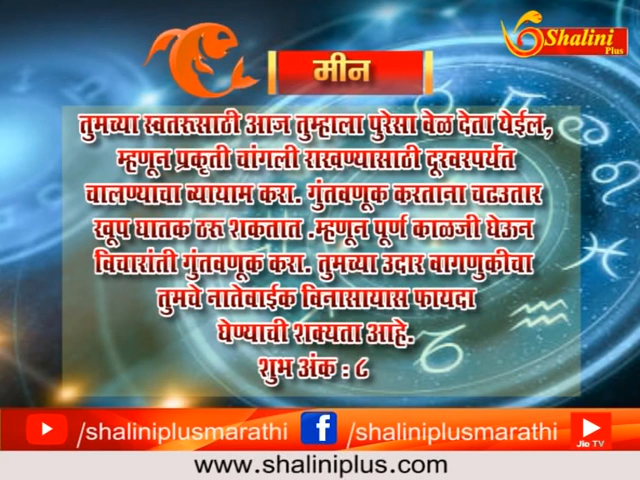 Shalini
Plus
मीन
तुमच्या स्वतःसाठी आज तुम्हाला पुरेसा वेळ देता येईल,
म्हणून प्रकृती चांगली राखण्यासाठी दूरवरपर्यंत
चालण्याचा व्यायाम करा. गुंतवणूक करताना चढउतार
खूप घातक ठरू शकतात .म्हणून पूर्ण काळजी घेऊन
विचारांती गुंतवणूक करा. तुमच्या उदार वागणुकीचा
तुमचे नातेवाईक विनासायास फायदा
घेण्याची शक्यता आहे.
शुभ अंक : ८
/shaliniplusmarathi
/shaliniplusmarathi
Jio TV
www.shaliniplus.com